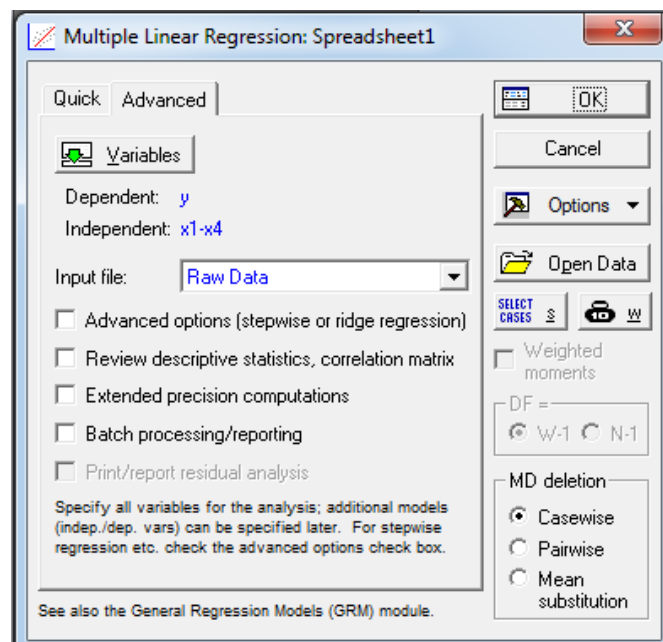 Multiple Linear Regression: Spreadsheet1
Quick Advanced
Variables
Dependent: y
Independent: x1-x4
Input file: Raw Data
Advanced options (stepwise or ridge regression)
Review descriptive statistics, correlation matrix
Extended precision computations
Batch processing/reporting
Print/report residual analysis
Specify all variables for the analysis; additional models
(indep./dep. vars) can be specified later. For stepwise
regression etc. check the advanced options check box.
See also the General Regression Models (GRM) module.
OK
Cancel
Options
Open Data
SELECT
CASES S W
Weighted
moments
DF =
W-1 N-1
MD deletion
Casewise
Pairwise
Mean
substitution